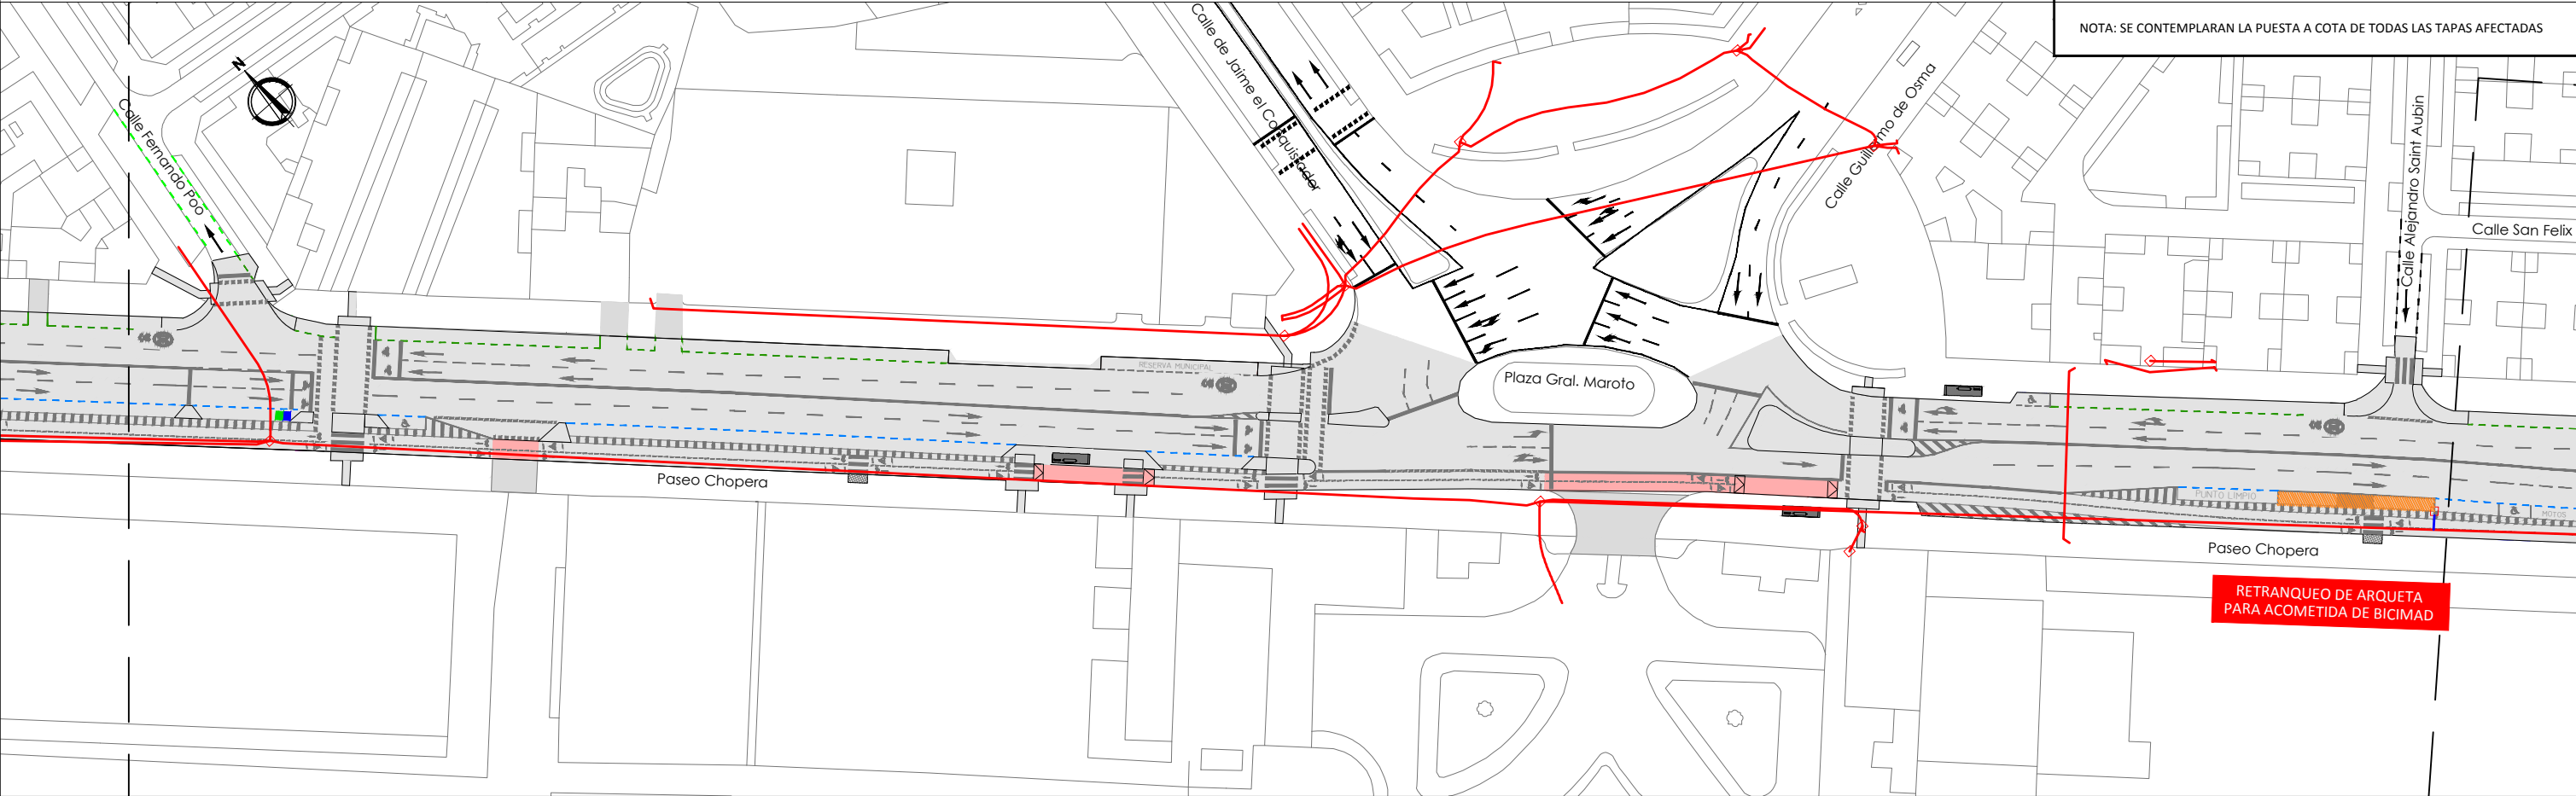 NOTA: SE CONTEMPLARAN LA PUESTA A COTA DE TODAS LAS TAPAS AFECTADAS
Calle de Jaime el Conquistador
N
Calle Fernando Poo
Calle Guillermo de Osma
Calle Alejandro Saint Aubin
Calle San Felix
RESERVA MUNICIPAL
Plaza Gral. Maroto
Paseo Chopera
PUNTO LIMPIO
MOTOS
Paseo Chopera
RETRANQUEO DE ARQUETA
PARA ACOMETIDA DE BICIMAD